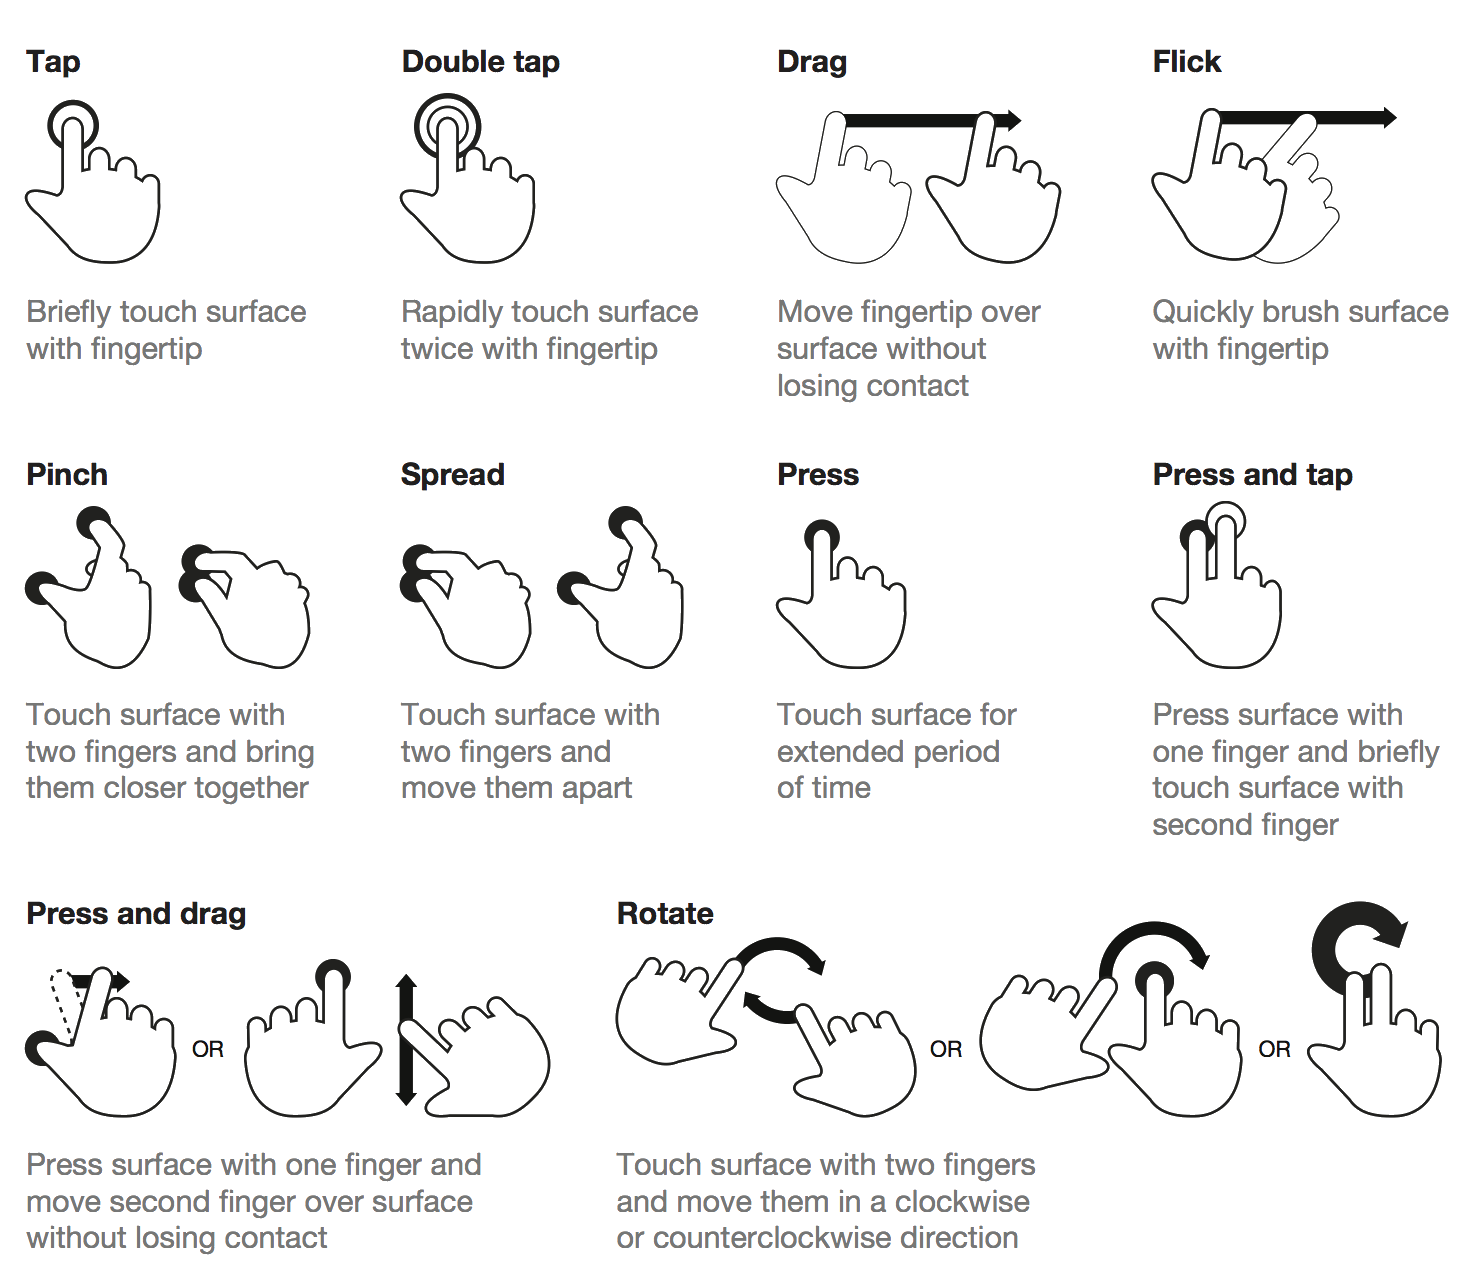 Tap
Double tap
Drag
Flick
Briefly touch surface
with fingertip
Rapidly touch surface
twice with fingertip
Move fingertip over
surface without
losing contact
Quickly brush surface
with fingertip
Pinch
Spread
Press
Press and tap
Touch surface with
two fingers and bring
them closer together
Touch surface with
two fingers and
move them apart
Touch surface for
extended period
of time
Press surface with
one finger and briefly
touch surface with
second finger
Press and drag
OR
Press surface with one finger and
move second finger over surface
without losing contact
Rotate
OR
OR
Touch surface with two fingers
and move them in a clockwise
or counterclockwise direction